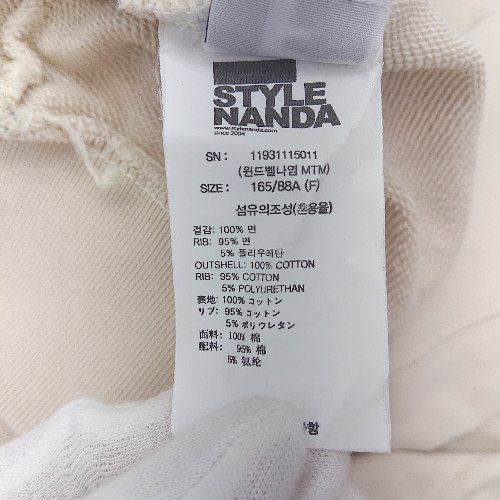 STYLE
NANDA
www.stylenanda.com
since 2004
SN : 11931115011
(윈드벨나염 MTM)
SIZE : 165/88A (F)
섬유의조성(혼용율)
겉감: 100% 면
RIB: 95% 면
5% 폴리우레탄
OUTSHELL: 100% COTTON
RIB: 95% COTTON
5% POLYURETHAN
表地: 100% コットン
リブ: 95% コットン
5% ポリウレタン
面料: 100% 棉
配料: 95% 棉
5% 氨纶
항